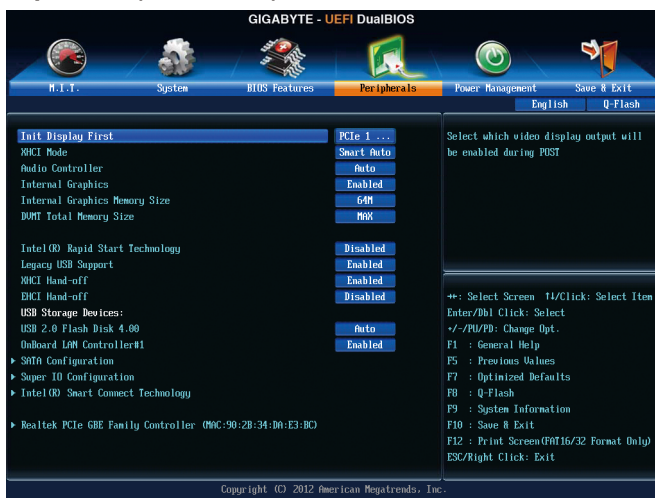 GIGABYTE - UEFI DualBIOS
M.I.T. System BIOS Features Peripherals Power Management Save & Exit
English Q-Flash
Init Display First PCIe 1 ...
XHCI Mode Smart Auto
Audio Controller Auto
Internal Graphics Enabled
Internal Graphics Memory Size 64M
DVMT Total Memory Size MAX
Intel(R) Rapid Start Technology Disabled
Legacy USB Support Enabled
XHCI Hand-off Enabled
EHCI Hand-off Disabled
USB Storage Devices:
USB 2.0 Flash Disk 4.00 Auto
OnBoard LAN Controller#1 Enabled
SATA Configuration
Super IO Configuration
Intel(R) Smart Connect Technology
Realtek PCIe GBE Family Controller (MAC:90:2B:34:DA:E3:BC)
Select which video display output will
be enabled during POST
→←: Select Screen ↑↓/Click: Select Item
Enter/Dbl Click: Select
+/-/PU/PD: Change Opt.
F1 : General Help
F5 : Previous Values
F7 : Optimized Defaults
F8 : Q-Flash
F9 : System Information
F10 : Save & Exit
F12 : Print Screen(FAT16/32 Format Only)
ESC/Right Click: Exit
Copyright (C) 2012 American Megatrends, Inc.